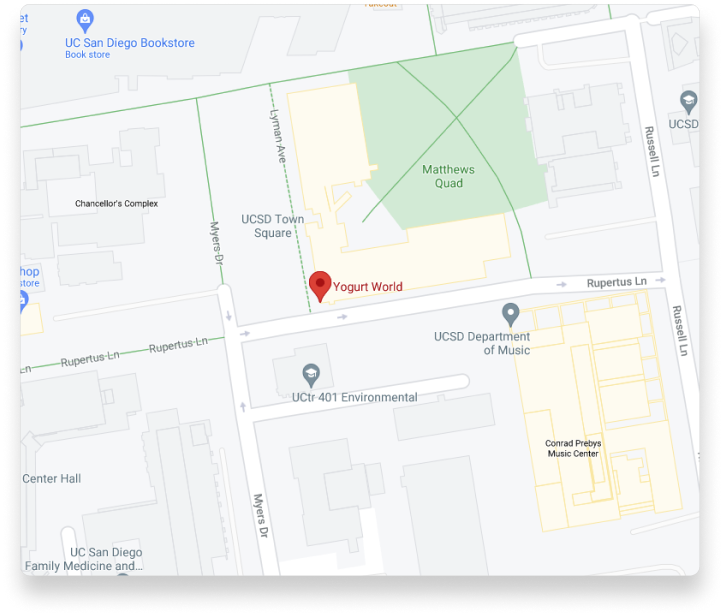 Takeout
et
ry
UC San Diego Bookstore
Book store
UCSD
Lyman Ave
Russell Ln
Matthews
Quad
Chancellor's Complex
UCSD Town
Square
Myers Dr
hop
store
Yogurt World
Rupertus Ln
UCSD Department
of Music
Russell Ln
Ln
Rupertus Ln
Rupertus Ln
UCtr 401 Environmental
Conrad Prebys
Music Center
Center Hall
Myers Dr
UC San Diego
Family Medicine and...